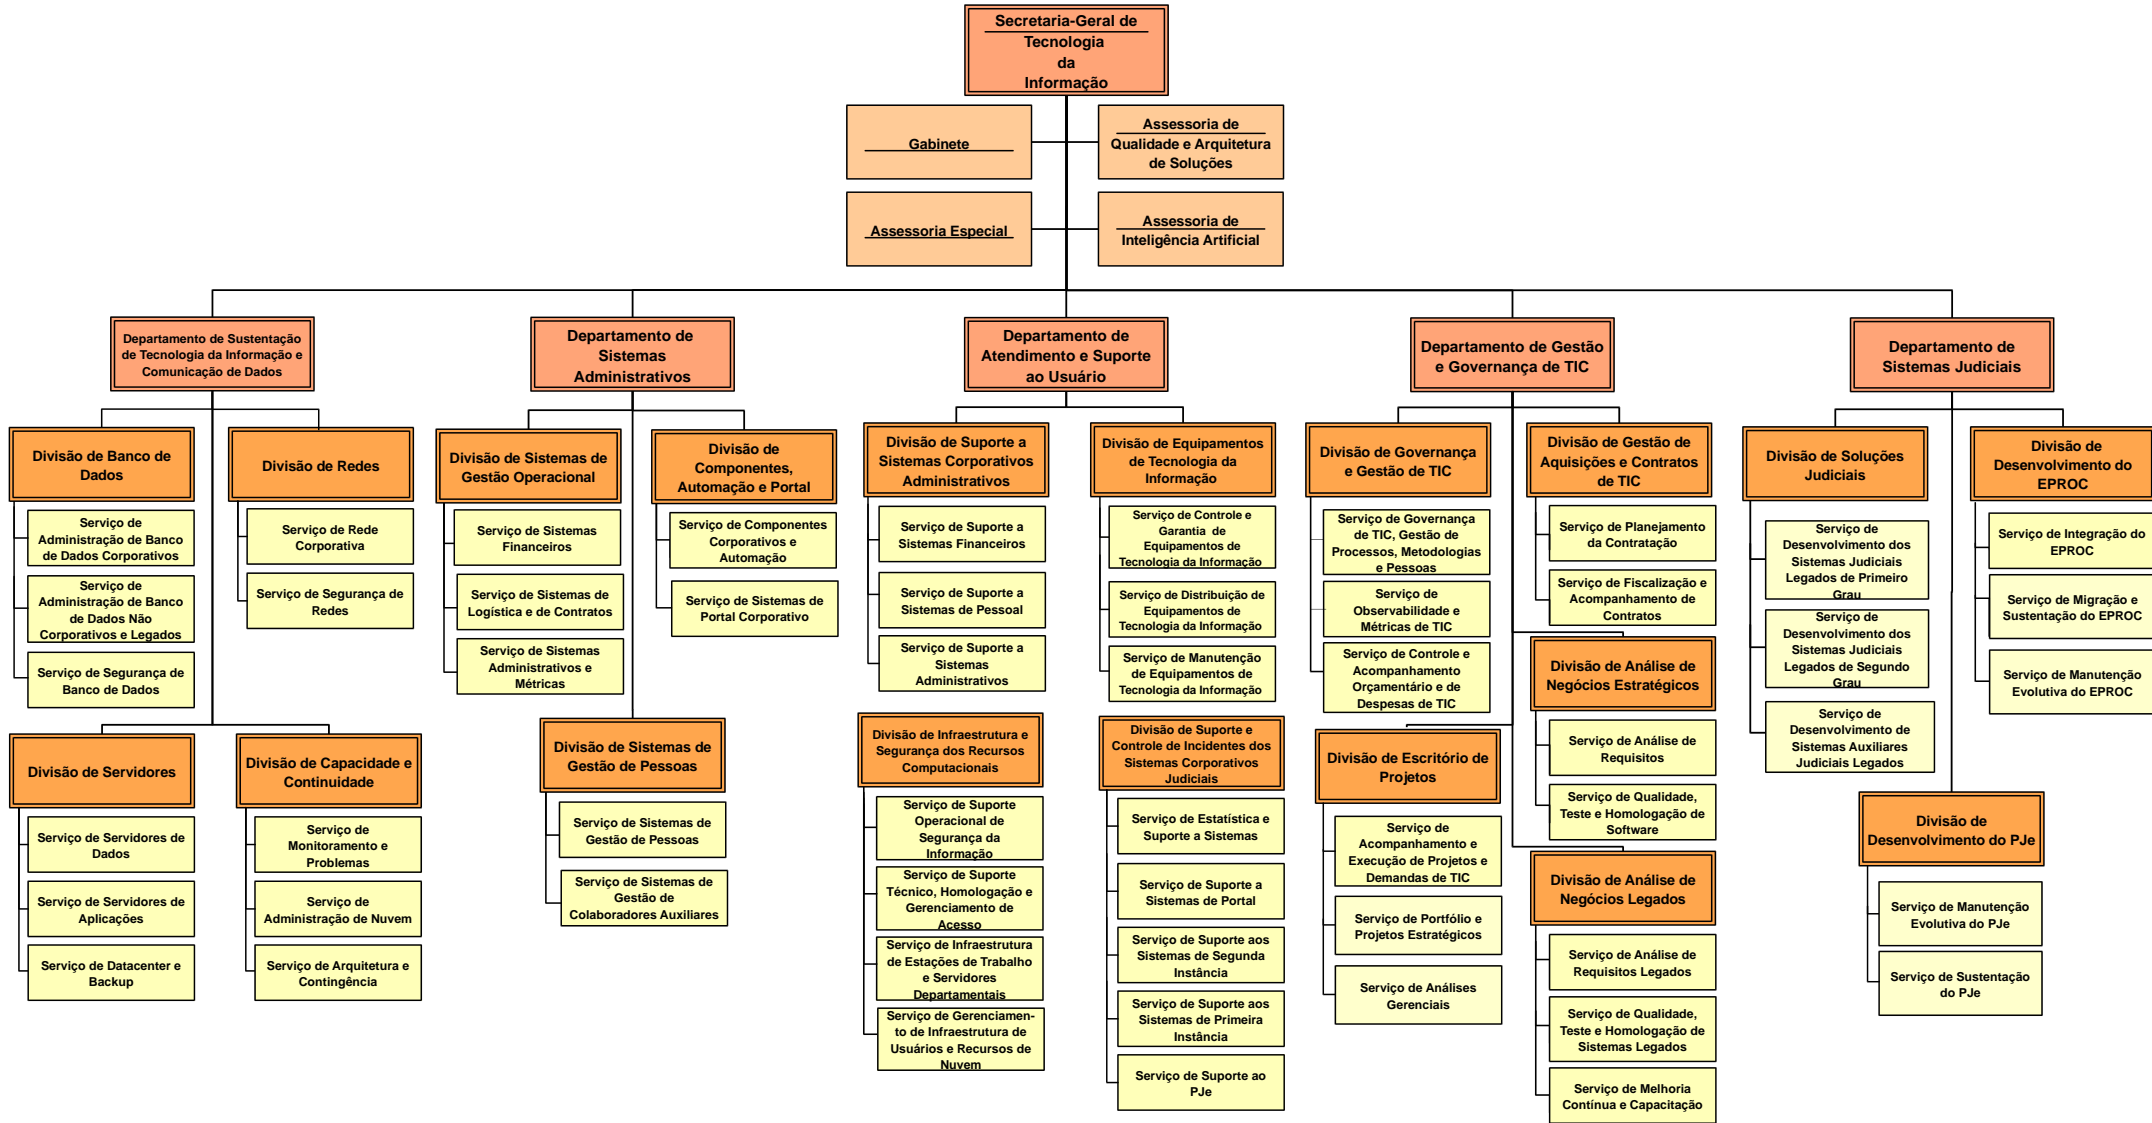 Secretaria-Geral de
Tecnologia
da
Informação
Gabinete
Assessoria de
Qualidade e Arquitetura
de Soluções
Assessoria Especial
Assessoria de
Inteligência Artificial
Departamento de Sustentação
de Tecnologia da Informação e
Comunicação de Dados
Departamento de
Sistemas
Administrativos
Departamento de
Atendimento e Suporte
ao Usuário
Departamento de Gestão
e Governança de TIC
Departamento de
Sistemas Judiciais
Divisão de Banco de
Dados
Serviço de
Administração de Banco
de Dados Corporativos
Serviço de
Administração de Banco
de Dados Não
Corporativos e Legados
Serviço de Segurança de
Banco de Dados
Divisão de Redes
Serviço de Rede
Corporativa
Serviço de Segurança de
Redes
Divisão de Servidores
Serviço de Servidores de
Dados
Serviço de Servidores de
Aplicações
Serviço de Datacenter e
Backup
Divisão de Capacidade e
Continuidade
Serviço de
Monitoramento e
Problemas
Serviço de
Administração de Nuvem
Serviço de Arquitetura e
Contingência
Divisão de Sistemas de
Gestão Operacional
Serviço de Sistemas
Financeiros
Serviço de Sistemas de
Logística e de Contratos
Serviço de Sistemas
Administrativos e
Métricas
Divisão de
Componentes,
Automação e Portal
Serviço de Componentes
Corporativos e
Automação
Serviço de Sistemas de
Portal Corporativo
Divisão de Sistemas de
Gestão de Pessoas
Serviço de Sistemas de
Gestão de Pessoas
Serviço de Sistemas de
Gestão de
Colaboradores Auxiliares
Divisão de Suporte a
Sistemas Corporativos
Administrativos
Serviço de Suporte a
Sistemas Financeiros
Serviço de Suporte a
Sistemas de Pessoal
Serviço de Suporte a
Sistemas
Administrativos
Divisão de Equipamentos
de Tecnologia da
Informação
Serviço de Controle e
Garantia de
Equipamentos de
Tecnologia da Informação
Serviço de Distribuição de
Equipamentos de
Tecnologia da Informação
Serviço de Manutenção
de Equipamentos de
Tecnologia da Informação
Divisão de Infraestrutura e
Segurança dos Recursos
Computacionais
Serviço de Suporte
Operacional de
Segurança da
Informação
Serviço de Suporte
Técnico, Homologação e
Gerenciamento de
Acesso
Serviço de Infraestrutura
de Estações de Trabalho
e Servidores
Departamentais
Serviço de Gerenciamen-
to de Infraestrutura de
Usuários e Recursos de
Nuvem
Divisão de Suporte e
Controle de Incidentes dos
Sistemas Corporativos
Judiciais
Serviço de Estatística e
Suporte a Sistemas
Serviço de Suporte a
Sistemas de Portal
Serviço de Suporte aos
Sistemas de Segunda
Instância
Serviço de Suporte aos
Sistemas de Primeira
Instância
Serviço de Suporte ao
PJe
Divisão de Governança
e Gestão de TIC
Serviço de Governança
de TIC, Gestão de
Processos, Metodologias
e Pessoas
Serviço de
Observabilidade e
Métricas de TIC
Serviço de Controle e
Acompanhamento
Orçamentário e de
Despesas de TIC
Divisão de Gestão de
Aquisições e Contratos
de TIC
Serviço de Planejamento
da Contratação
Serviço de Fiscalização e
Acompanhamento de
Contratos
Divisão de Análise de
Negócios Estratégicos
Serviço de Análise de
Requisitos
Serviço de Qualidade,
Teste e Homologação de
Software
Divisão de Escritório de
Projetos
Serviço de
Acompanhamento e
Execução de Projetos e
Demandas de TIC
Serviço de Portfólio e
Projetos Estratégicos
Serviço de Análises
Gerenciais
Divisão de Análise de
Negócios Legados
Serviço de Análise de
Requisitos Legados
Serviço de Qualidade,
Teste e Homologação de
Sistemas Legados
Serviço de Melhoria
Contínua e Capacitação
Divisão de Soluções
Judiciais
Serviço de
Desenvolvimento dos
Sistemas Judiciais
Legados de Primeiro
Grau
Serviço de
Desenvolvimento dos
Sistemas Judiciais
Legados de Segundo
Grau
Serviço de
Desenvolvimento de
Sistemas Auxiliares
Judiciais Legados
Divisão de
Desenvolvimento do
EPROC
Serviço de Integração do
EPROC
Serviço de Migração e
Sustentação do EPROC
Serviço de Manutenção
Evolutiva do EPROC
Divisão de
Desenvolvimento do PJe
Serviço de Manutenção
Evolutiva do PJe
Serviço de Sustentação
do PJe